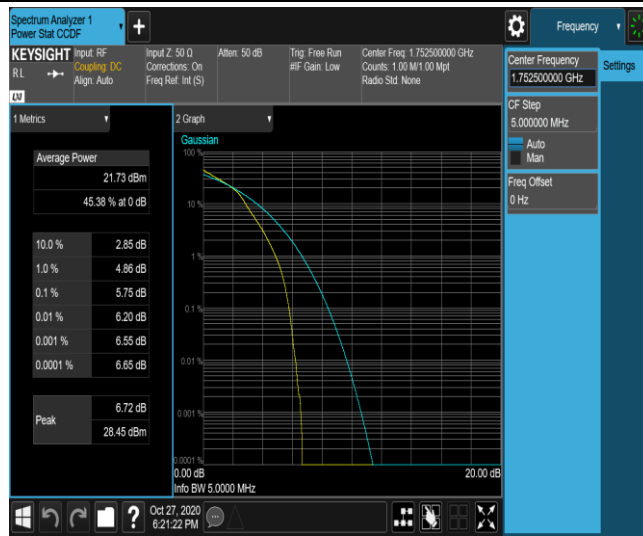 Spectrum Analyzer 1
Power Stat CCDF
Frequency
KEYSIGHT
RL
LXI
Input: RF
Coupling: DC
Align: Auto
Input Z: 50 Ω
Corrections: On
Freq Ref: Int (S)
Atten: 50 dB
Trig: Free Run
#IF Gain: Low
Center Freq: 1.752500000 GHz
Counts: 1.00 M/1.00 Mpt
Radio Std: None
Center Frequency
1.752500000 GHz
Settings
CF Step
5.000000 MHz
Auto
Man
Freq Offset
0 Hz
1 Metrics
Average Power
21.73 dBm
45.38 % at 0 dB
10.0 % 2.85 dB
1.0 % 4.86 dB
0.1 % 5.75 dB
0.01 % 6.20 dB
0.001 % 6.55 dB
0.0001 % 6.65 dB
Peak
6.72 dB
28.45 dBm
2 Graph
Gaussian
100 %
10 %
1 %
0.1 %
0.01 %
0.001 %
0.0001 %
0.00 dB 20.00 dB
Info BW 5.0000 MHz
?
Oct 27, 2020
6:21:22 PM